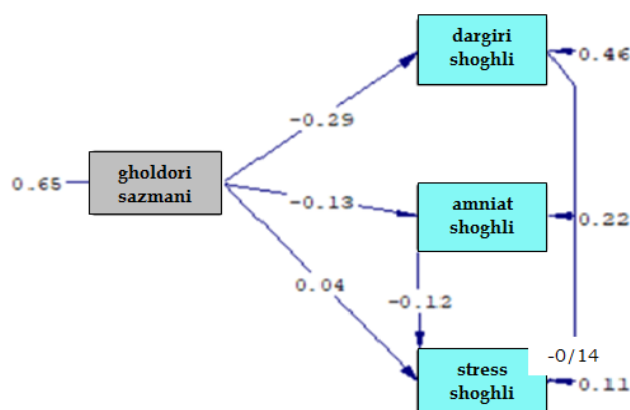 dargiri
shoghli
0.46
-0.29
0.65
gholdori
sazmani
-0.13
amniat
shoghli
0.22
0.04
-0.12
-0/14
stress
shoghli
0.11